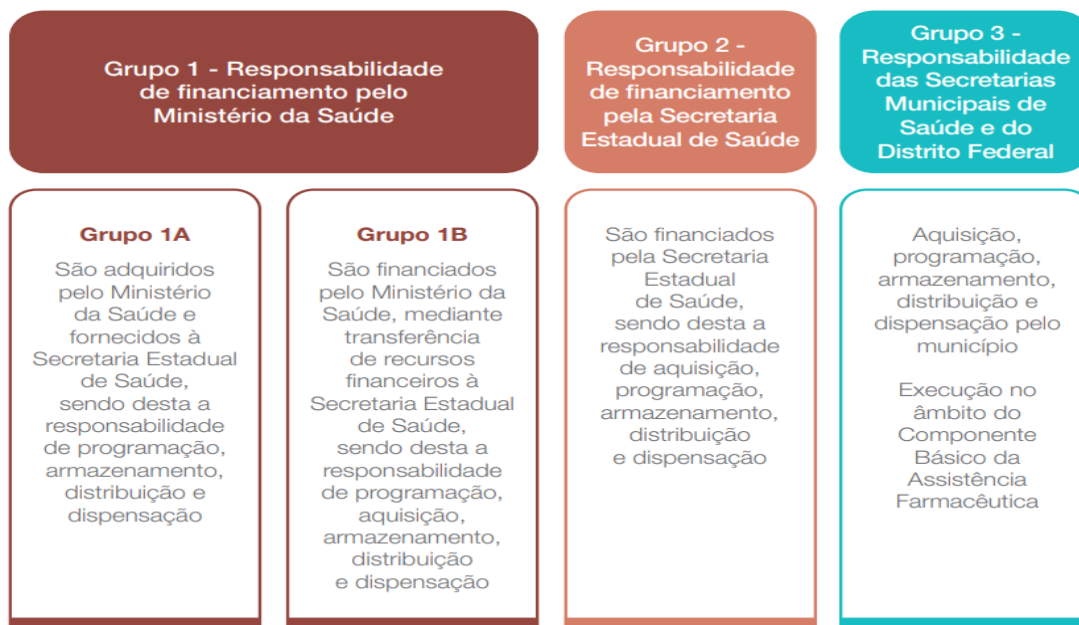 Grupo 1 - Responsabilidade
de financiamento pelo
Ministério da Saúde
Grupo 2 -
Responsabilidade
de financiamento
pela Secretaria
Estadual de Saúde
Grupo 3 -
Responsabilidade
das Secretarias
Municipais de
Saúde e do
Distrito Federal
Grupo 1A
São adquiridos
pelo Ministério
da Saúde e
fornecidos à
Secretaria Estadual
de Saúde,
sendo desta a
responsabilidade
de programação,
armazenamento,
distribuição e
dispensação
Grupo 1B
São financiados
pelo Ministério da
Saúde, mediante
transferência
de recursos
financeiros à
Secretaria Estadual
de Saúde,
sendo desta a
responsabilidade
de programação,
aquisição,
armazenamento,
distribuição
e dispensação
São financiados
pela Secretaria
Estadual
de Saúde,
sendo desta a
responsabilidade
de aquisição,
programação,
armazenamento,
distribuição
e dispensação
Aquisição,
programação,
armazenamento,
distribuição e
dispensação pelo
município
Execução no
âmbito do
Componente
Básico da
Assistência
Farmacêutica